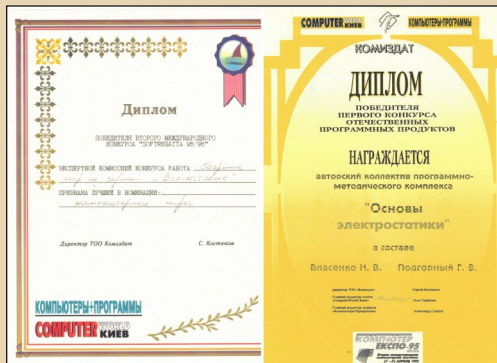 Диплом
ПОБЕДИТЕЛЯ ВТОРОГО МЕЖДУНАРОДНОГО
КОНКУРСА "SOFTREGATTA 95/96"
ЭКСПЕРТНОЙ КОМИССИЕЙ КОНКУРСА РАБОТА
ПРИЗНАНА ЛУЧШЕЙ В НОМИНАЦИИ:
Директор ТОО Комиздат С. Костюков
КОМПЬЮТЕРЫ+ПРОГРАММЫ
COMPUTERWORLD
КИЕВ
COMPUTERWORLD КИЕВ
КОМПЬЮТЕРЫ+ПРОГРАММЫ
КОМИЗДАТ
ДИПЛОМ
ПОБЕДИТЕЛЯ
ПЕРВОГО КОНКУРСА
ОТЕЧЕСТВЕННЫХ
ПРОГРАММНЫХ ПРОДУКТОВ
НАГРАЖДАЕТСЯ
авторский коллектив программно-
методического комплекса
"Основы
электростатики"
в составе
Власенко Н. В. Подгорный Г. В.
КОМПЬЮТЕР
ЕКСПО-95